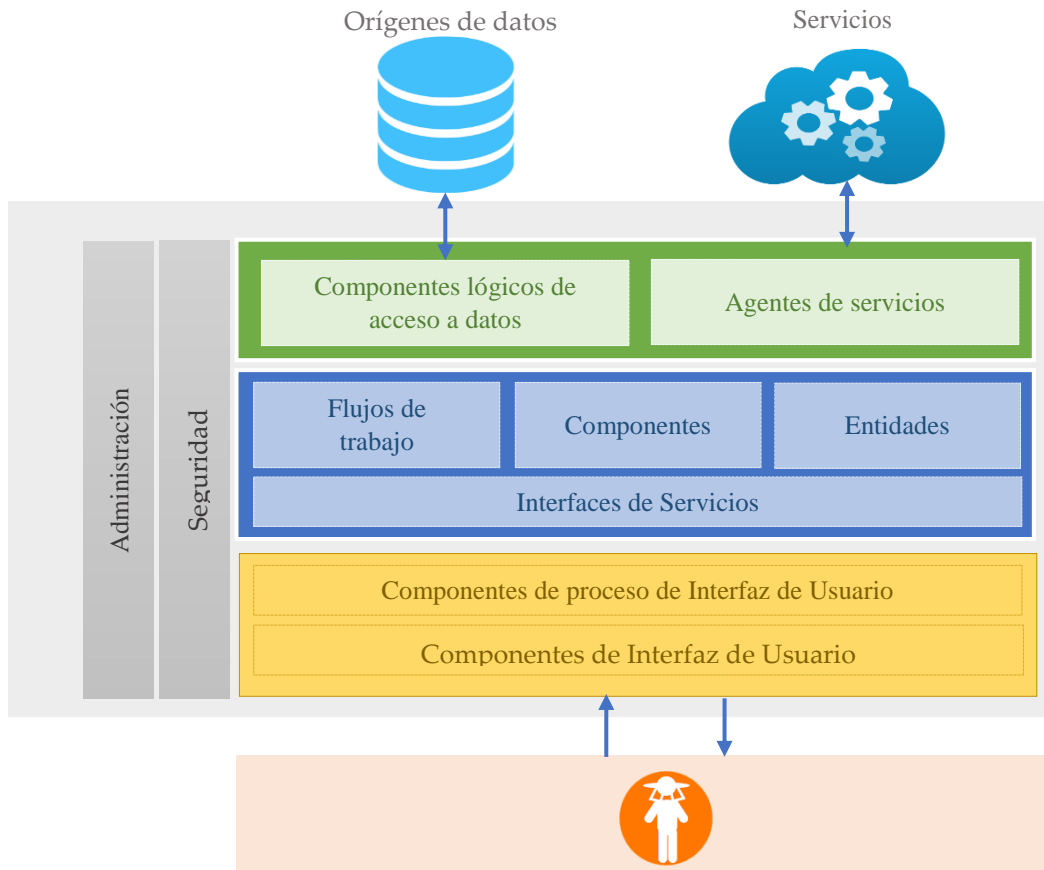 Orígenes de datos
Servicios
Componentes lógicos de
acceso a datos
Agentes de servicios
Administración
Seguridad
Flujos de
trabajo
Componentes
Entidades
Interfaces de Servicios
Componentes de proceso de Interfaz de Usuario
Componentes de Interfaz de Usuario